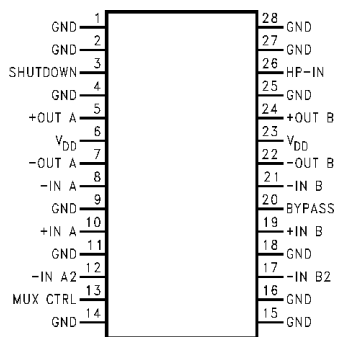 GND 1 28 GND
GND 2 27 GND
SHUTDOWN 3 26 HP-IN
GND 4 25 GND
+OUT A 5 24 +OUT B
VDD 6 23 VDD
-OUT A 7 22 -OUT B
-IN A 8 21 -IN B
GND 9 20 BYPASS
+IN A 10 19 +IN B
GND 11 18 GND
-IN A2 12 17 -IN B2
MUX CTRL 13 16 GND
GND 14 15 GND